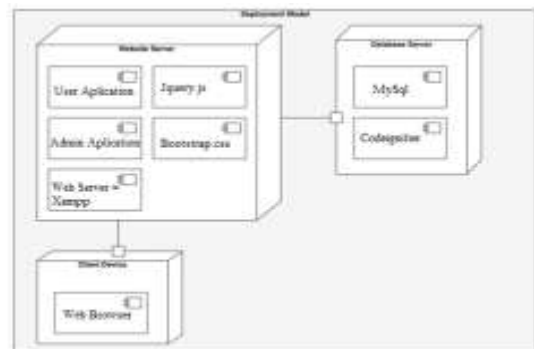 Deployment Model
Website Server
Database Server
User Aplication
Jquery.js
MySql
Admin Aplications
Bootstrap.css
Codeigniter
Web Server =
Xampp
Client Device
Web Browser